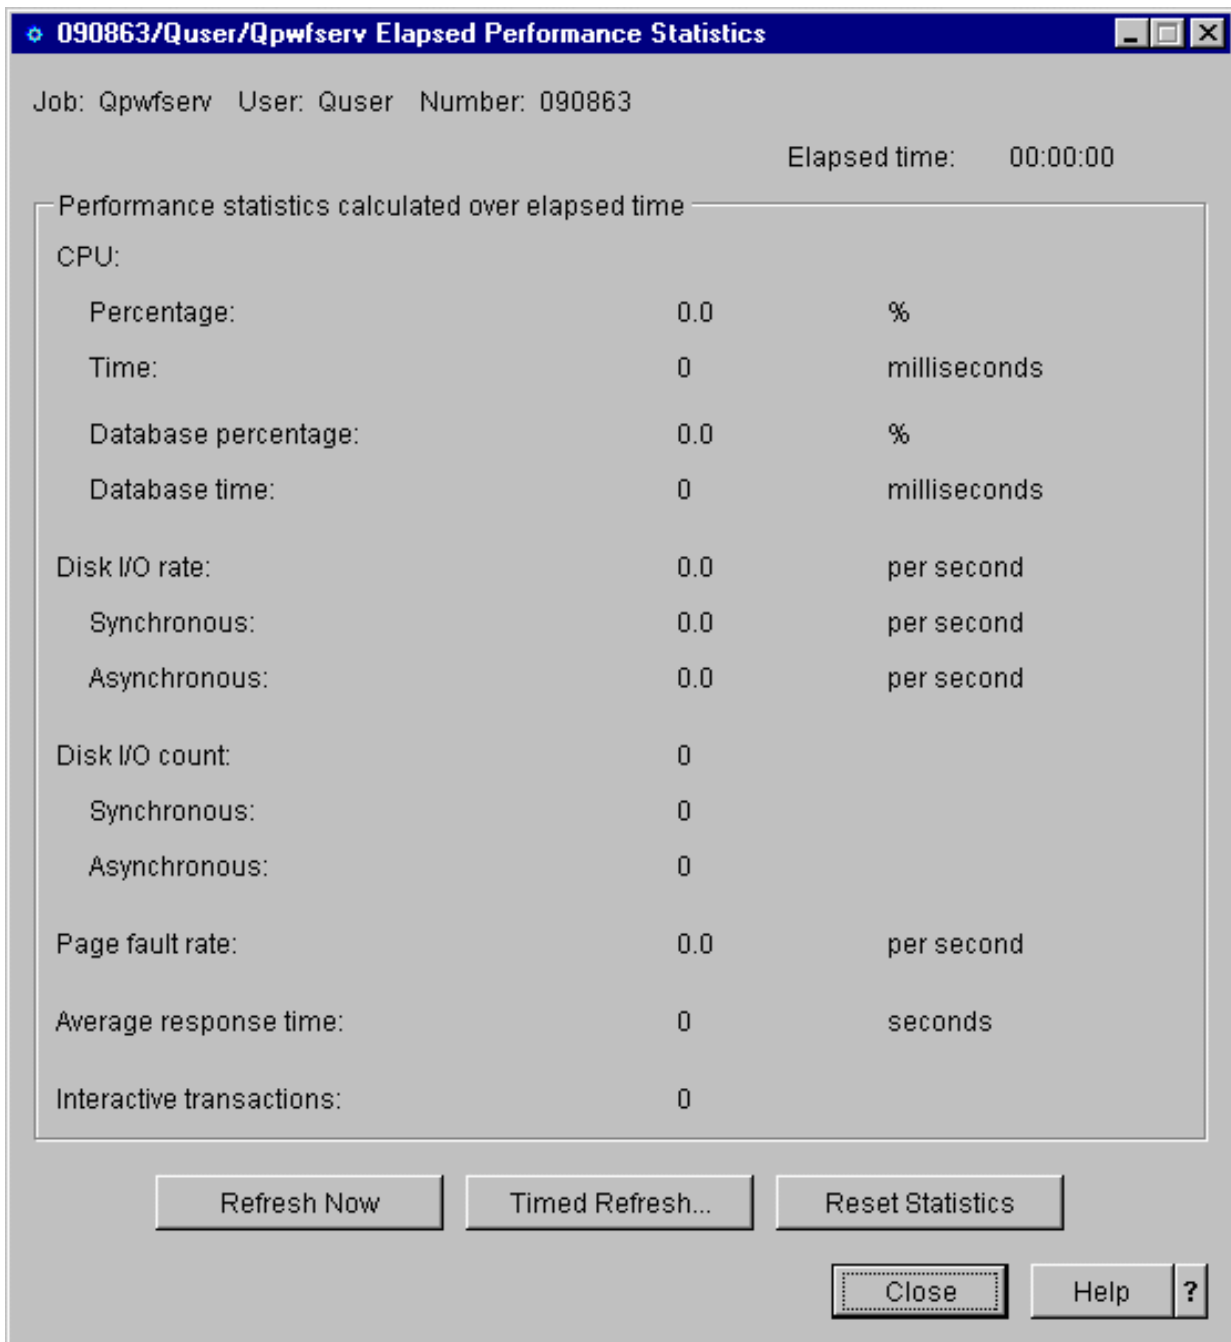 090863/Quser/Qpwfserv Elapsed Performance Statistics
Job: Qpwfserv User: Quser Number: 090863
Elapsed time: 00:00:00
Performance statistics calculated over elapsed time
CPU:
Percentage: 0.0 %
Time: 0 milliseconds
Database percentage: 0.0 %
Database time: 0 milliseconds
Disk I/O rate: 0.0 per second
Synchronous: 0.0 per second
Asynchronous: 0.0 per second
Disk I/O count: 0
Synchronous: 0
Asynchronous: 0
Page fault rate: 0.0 per second
Average response time: 0 seconds
Interactive transactions: 0
Refresh Now Timed Refresh... Reset Statistics
Close Help ?